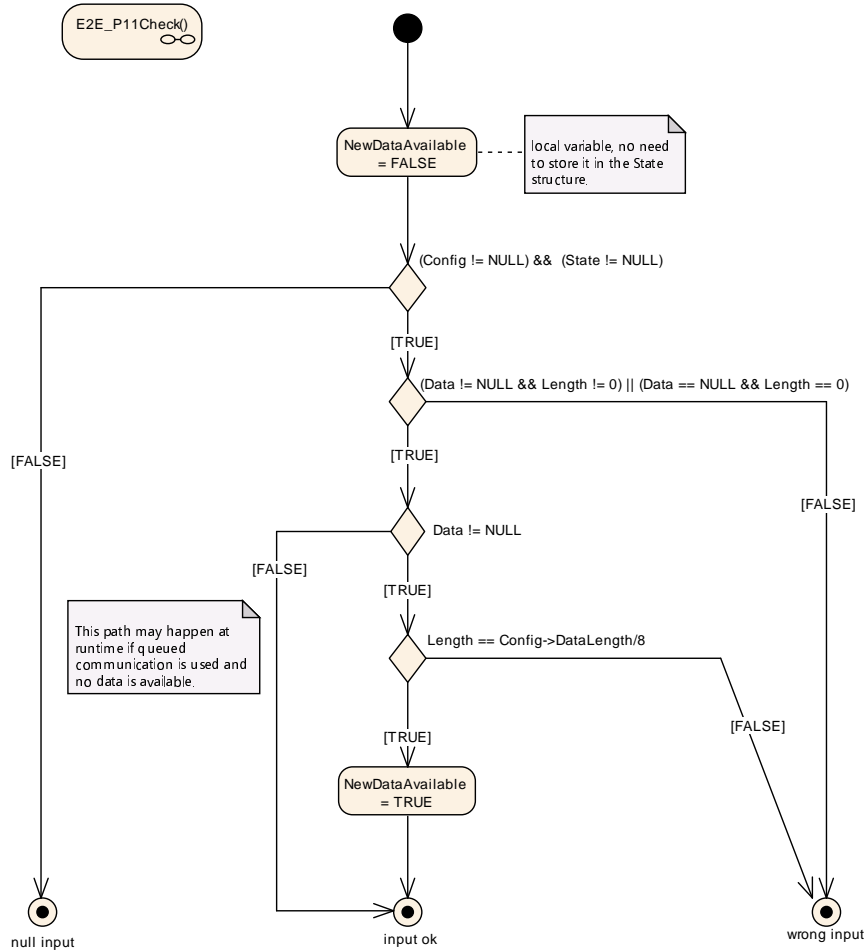 E2E_P11Check()
NewDataAvailable
= FALSE
local variable, no need
to store it in the State
structure.
(Config != NULL) && (State != NULL)
[TRUE]
(Data != NULL && Length != 0) || (Data == NULL && Length == 0)
[TRUE]
[FALSE]
[FALSE]
Data != NULL
[FALSE]
[TRUE]
This path may happen at
runtime if queued
communication is used and
no data is available.
Length == Config->DataLength/8
[FALSE]
[TRUE]
NewDataAvailable
= TRUE
null input
input ok
wrong input